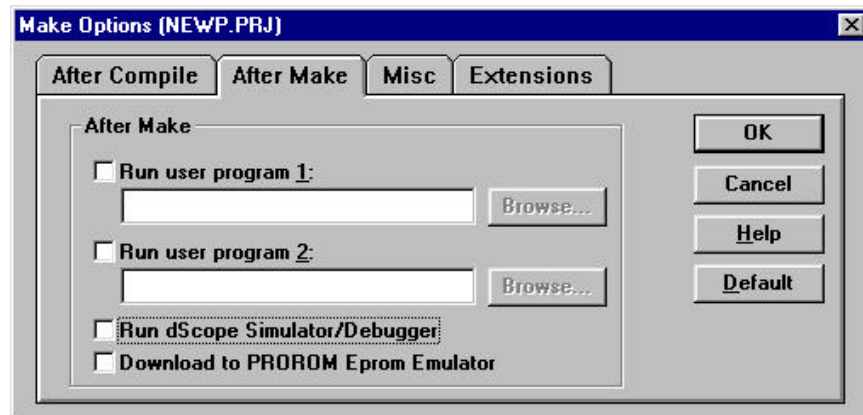 Make Options (NEWP.PRJ)
After Compile
After Make
Misc
Extensions
After Make
Run user program 1:
Browse...
Run user program 2:
Browse...
Run dScope Simulator/Debugger
Download to PROROM Eprom Emulator
OK
Cancel
Help
Default